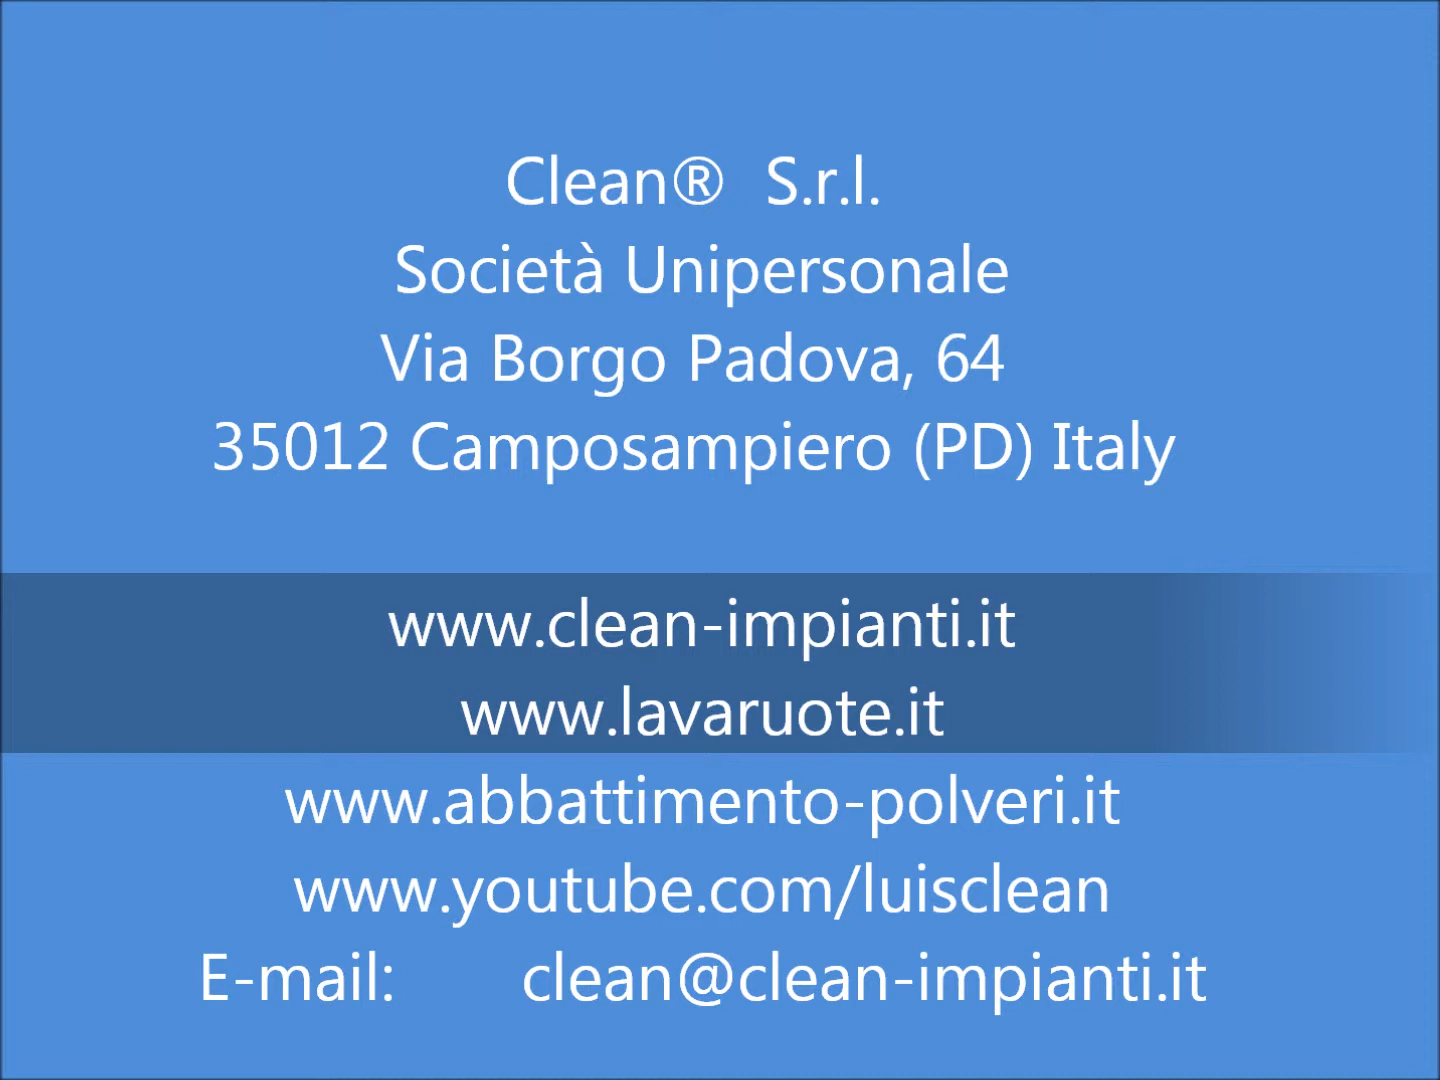 Clean® S.r.l.
Società Unipersonale
Via Borgo Padova, 64
35012 Camposampiero (PD) Italy
www.clean-impianti.it
www.lavaruote.it
www.abbattimento-polveri.it
www.youtube.com/luisclean
E-mail: clean@clean-impianti.it